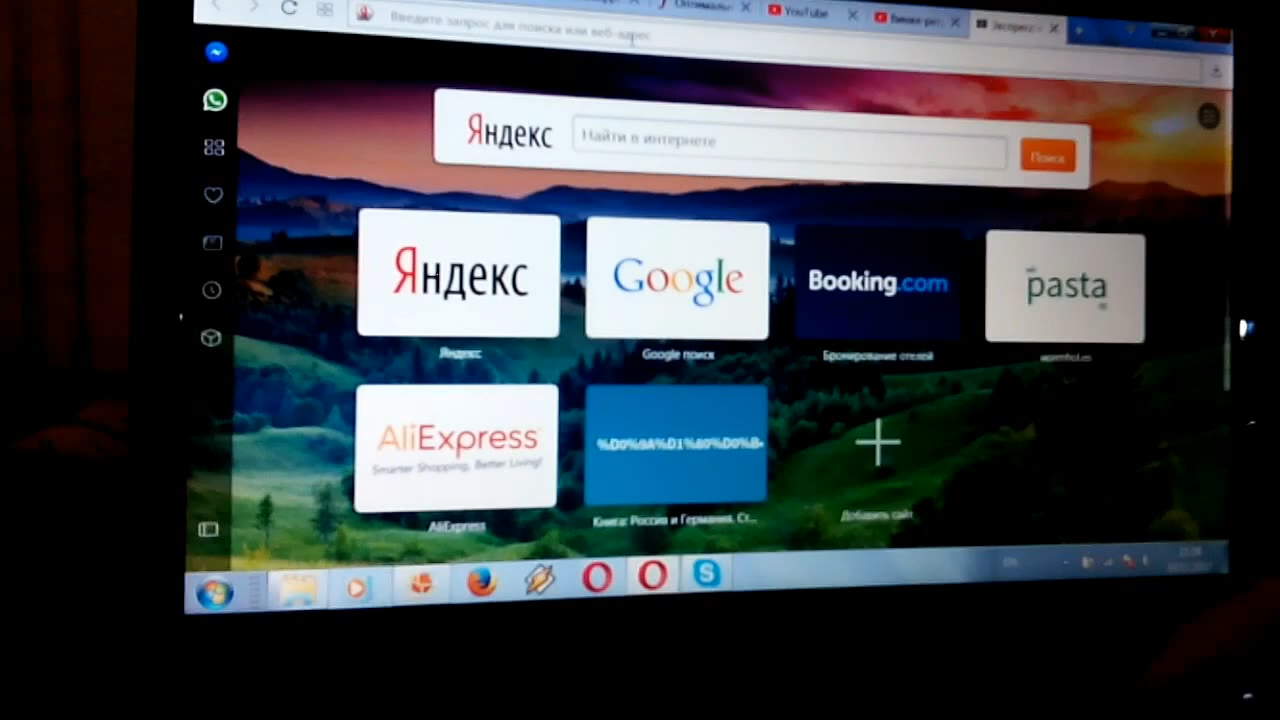 YouTube
Введите запрос для поиска или веб-адрес
Яндекс
Найти в интернете
Поиск
Яндекс
Google
Booking.com
pasta
Яндекс
Google поиск
Бронирование отелей
AliExpress
Smarter Shopping, Better Living!
%D0%9A%D1%80%D0%B
AliExpress
Книга: Россия и Германия. Ст...
Добавить сайт